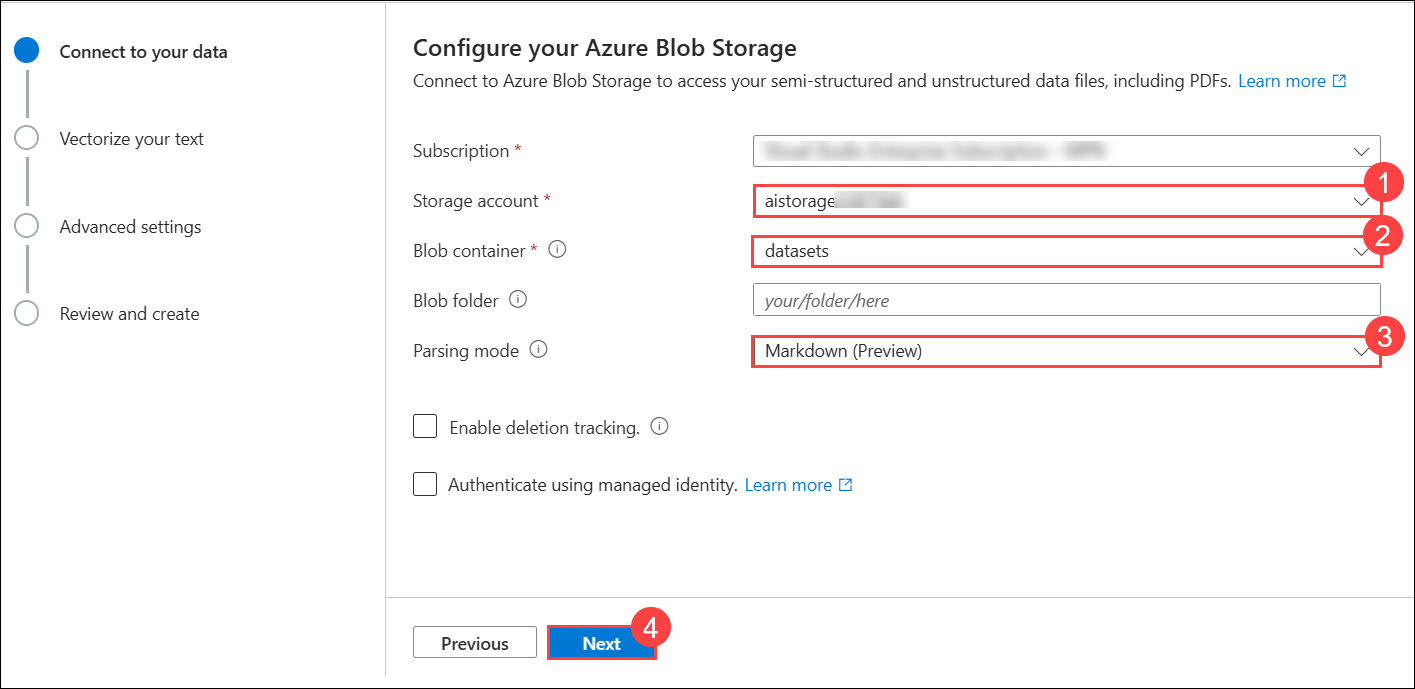 Connect to your data
Vectorize your text
Advanced settings
Review and create
Configure your Azure Blob Storage
Connect to Azure Blob Storage to access your semi-structured and unstructured data files, including PDFs. Learn more
Subscription *
Storage account * aistorage 1
Blob container * datasets 2
Blob folder your/folder/here
Parsing mode Markdown (Preview) 3
Enable deletion tracking.
Authenticate using managed identity. Learn more
Previous Next 4